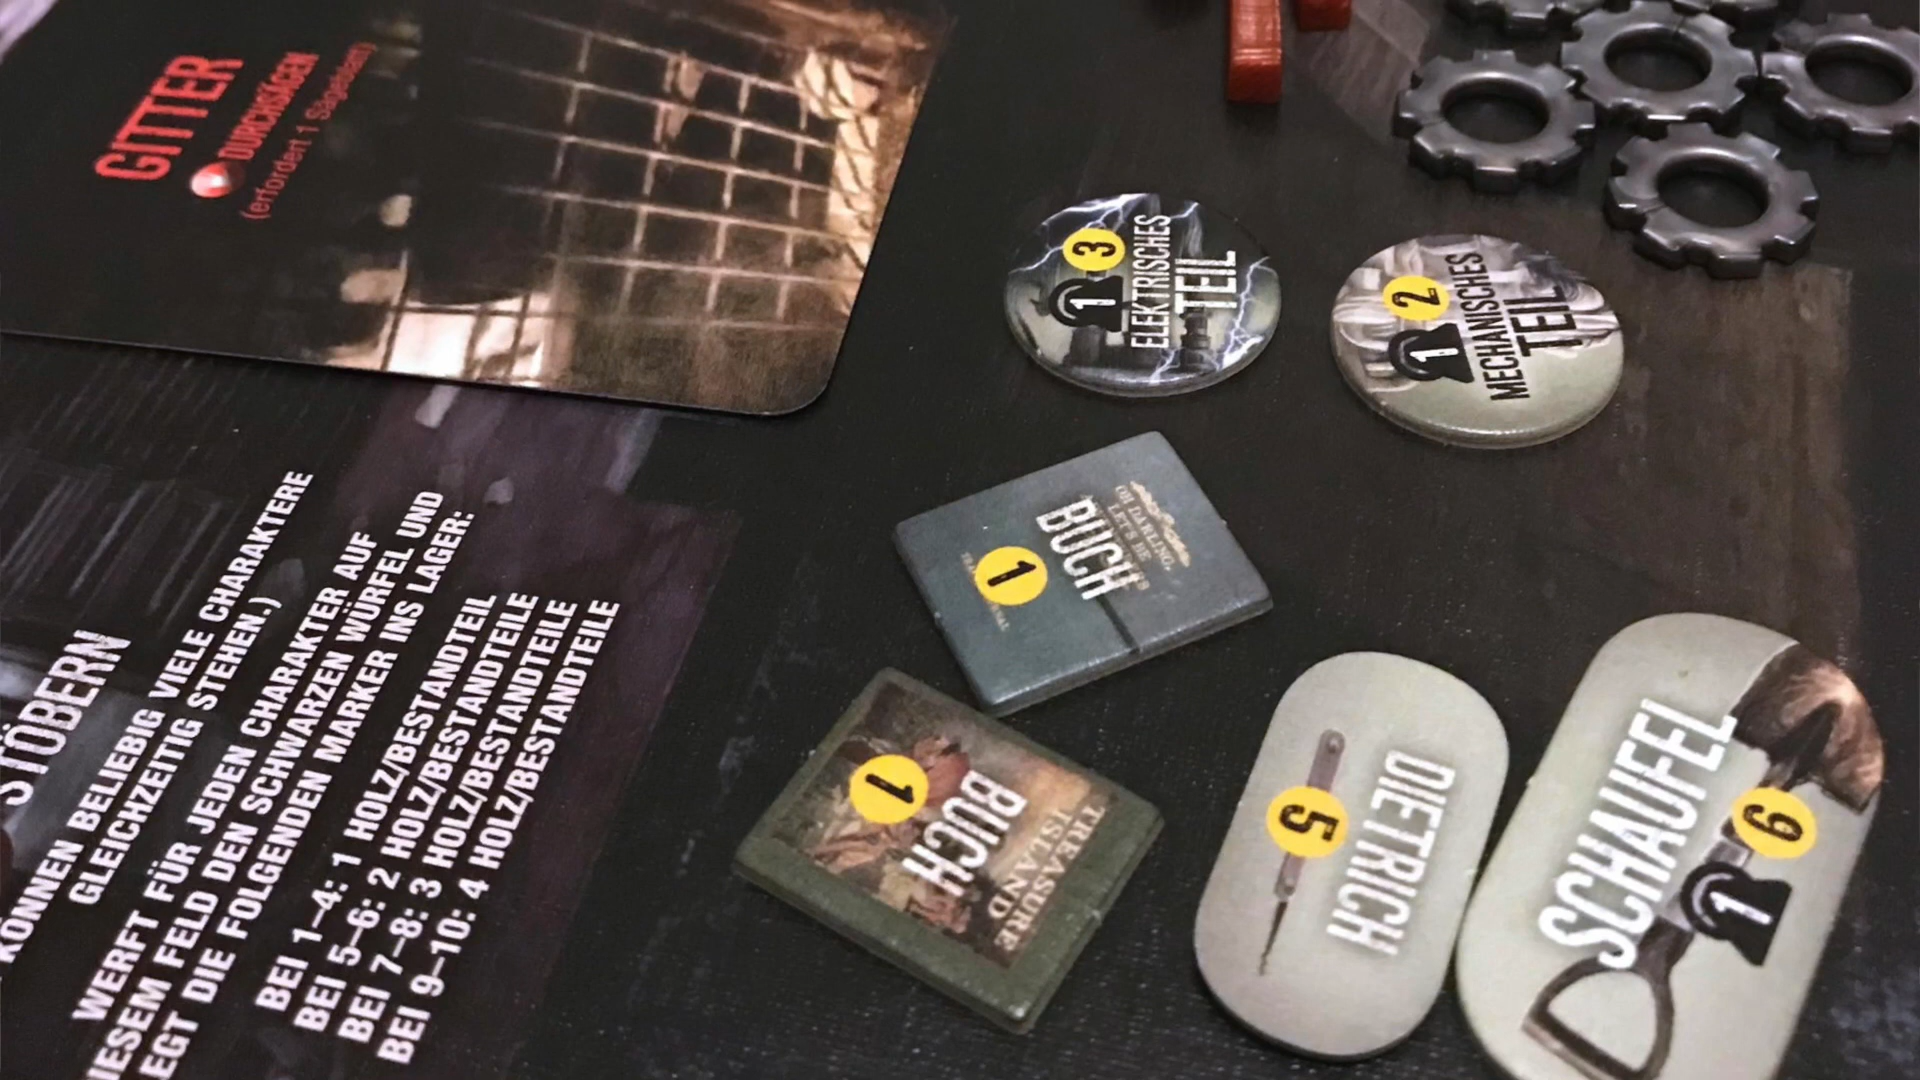 GITTER
DURCHSÄGEN
(erfordert 1 Sägeblatt)
STÖBERN
KÖNNEN BELIEBIG VIELE CHARAKTERE
GLEICHZEITIG STEHEN.)
WERFT FÜR JEDEN CHARAKTER AUF
DIESEM FELD DEN SCHWARZEN WÜRFEL UND
LEGT DIE FOLGENDEN MARKER INS LAGER:
BEI 1–4: 1 HOLZ/BESTANDTEIL
BEI 5–6: 2 HOLZ/BESTANDTEILE
BEI 7–8: 3 HOLZ/BESTANDTEILE
BEI 9–10: 4 HOLZ/BESTANDTEILE
1 3
ELEKTRISCHES
TEIL
1 2
MECHANISCHES
TEIL
OH DARLING,
LET'S BE
BUCH
1
1
BUCH
TREASURE
ISLAND
5
DIETRICH
SCHAUFEL
1 6